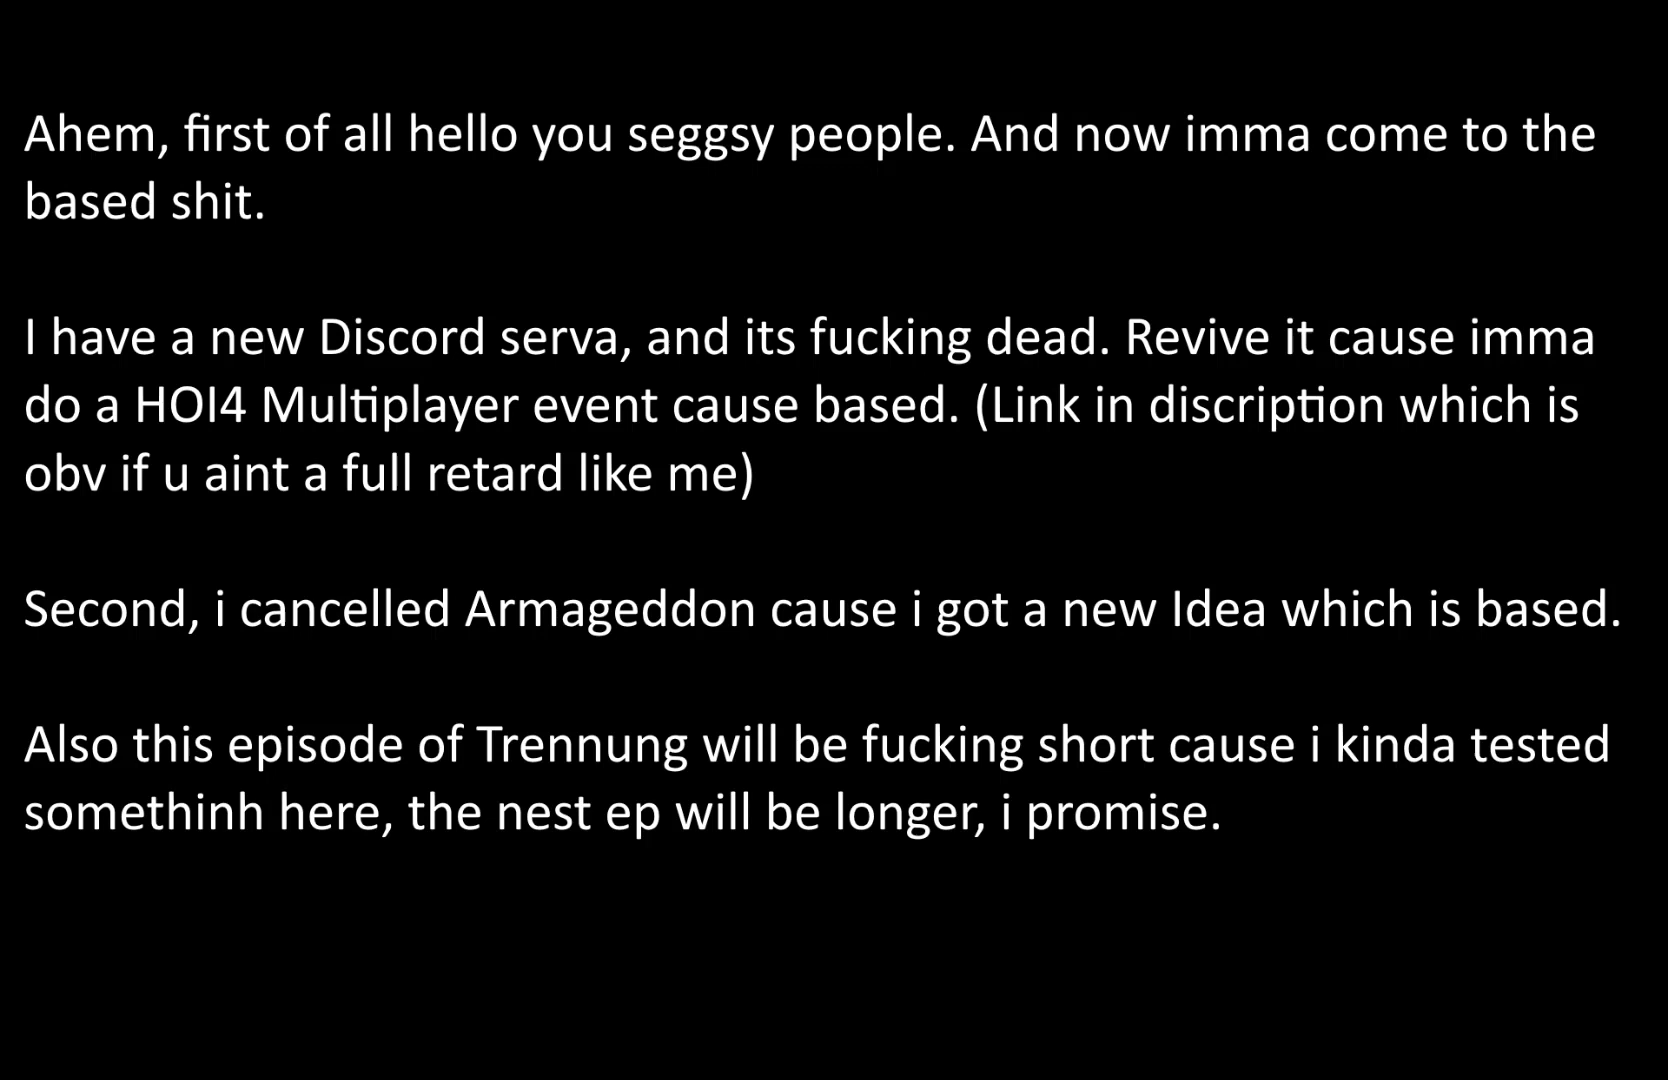 Ahem, first of all hello you seggsy people. And now imma come to the
based shit.
I have a new Discord serva, and its fucking dead. Revive it cause imma
do a HOI4 Multiplayer event cause based. (Link in discription which is
obv if u aint a full retard like me)
Second, i cancelled Armageddon cause i got a new Idea which is based.
Also this episode of Trennung will be fucking short cause i kinda tested
somethinh here, the nest ep will be longer, i promise.